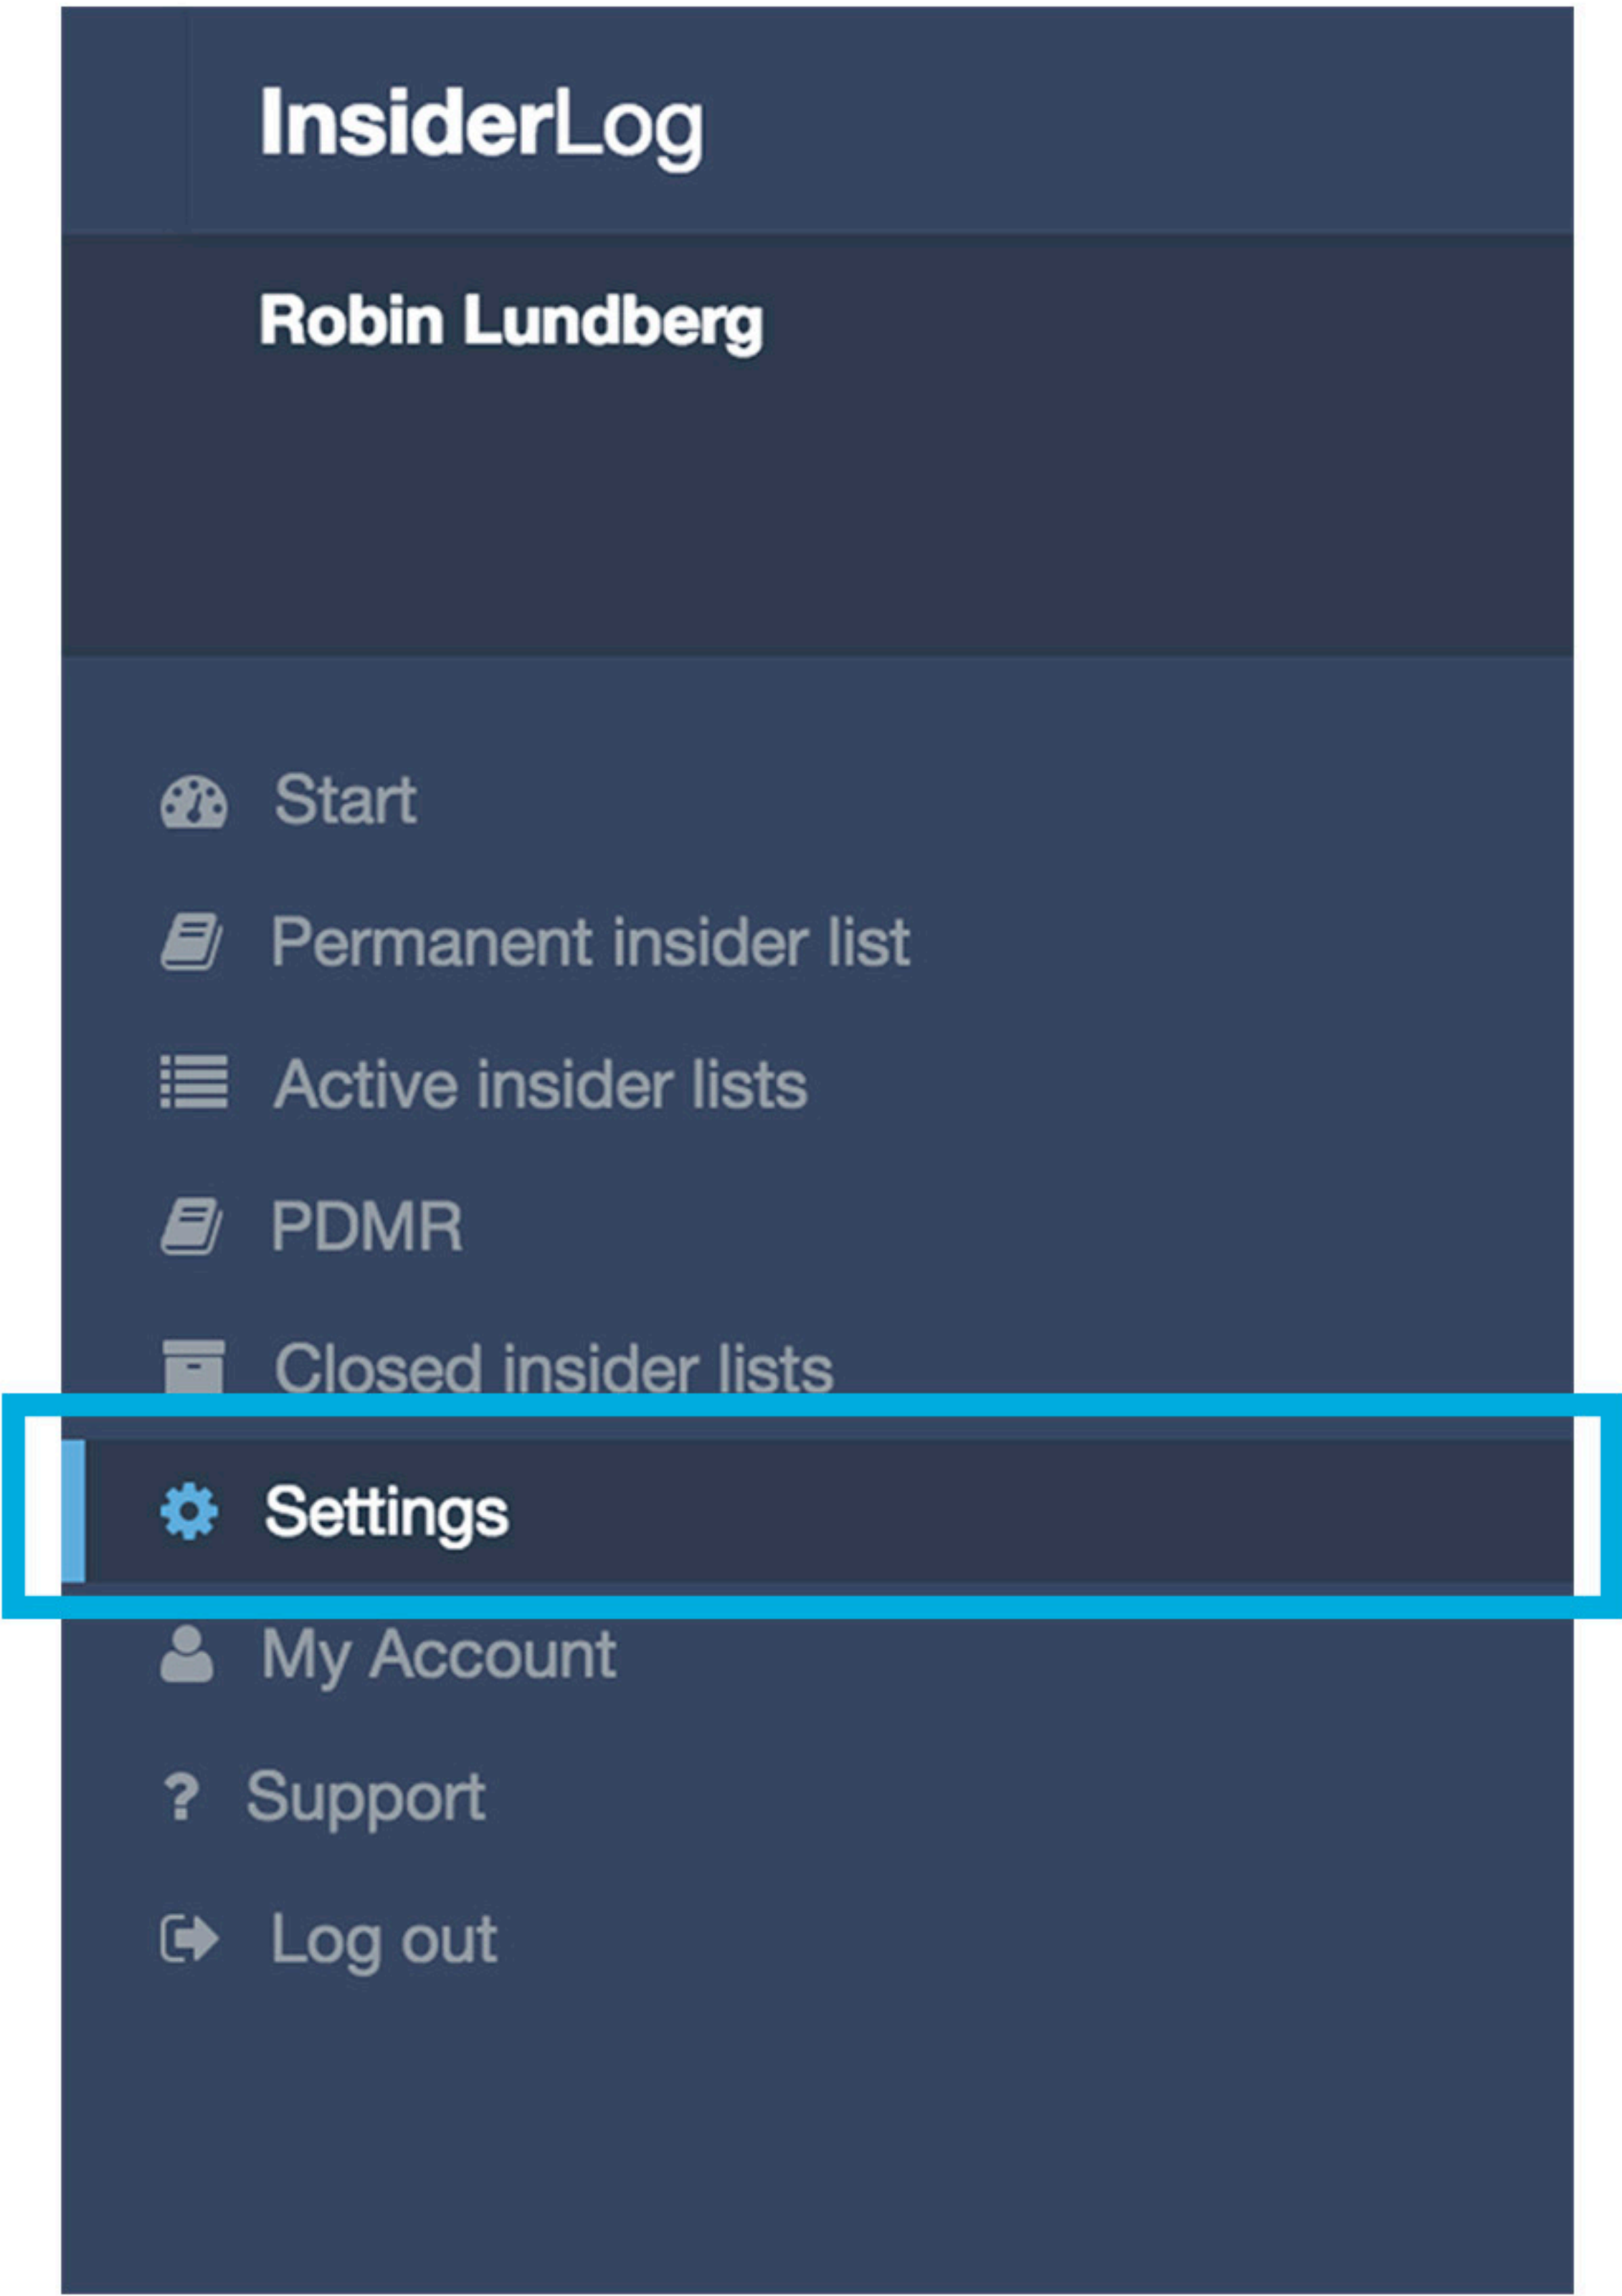 InsiderLog
Robin Lundberg
Start
Permanent insider list
Active insider lists
PDMR
Closed insider lists
Settings
My Account
? Support
Log out